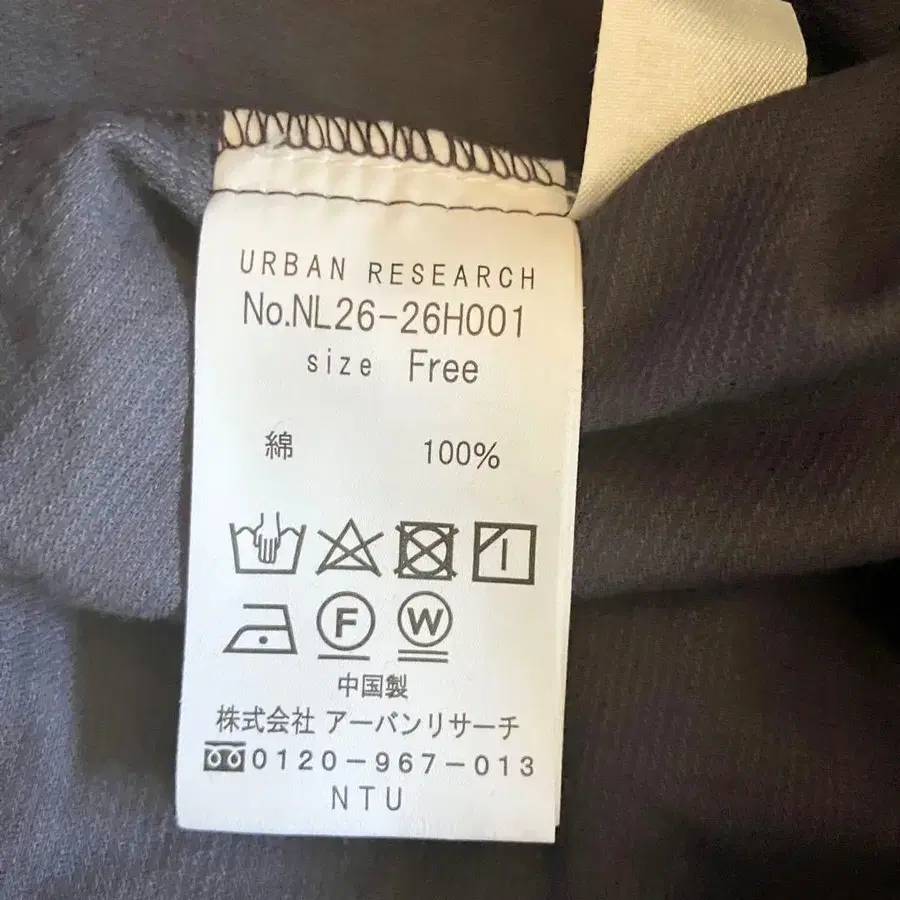 URBAN RESEARCH
No.NL26-26H001
size Free
綿 100%
F W
中国製
株式会社 アーバンリサーチ
0120-967-013
NTU